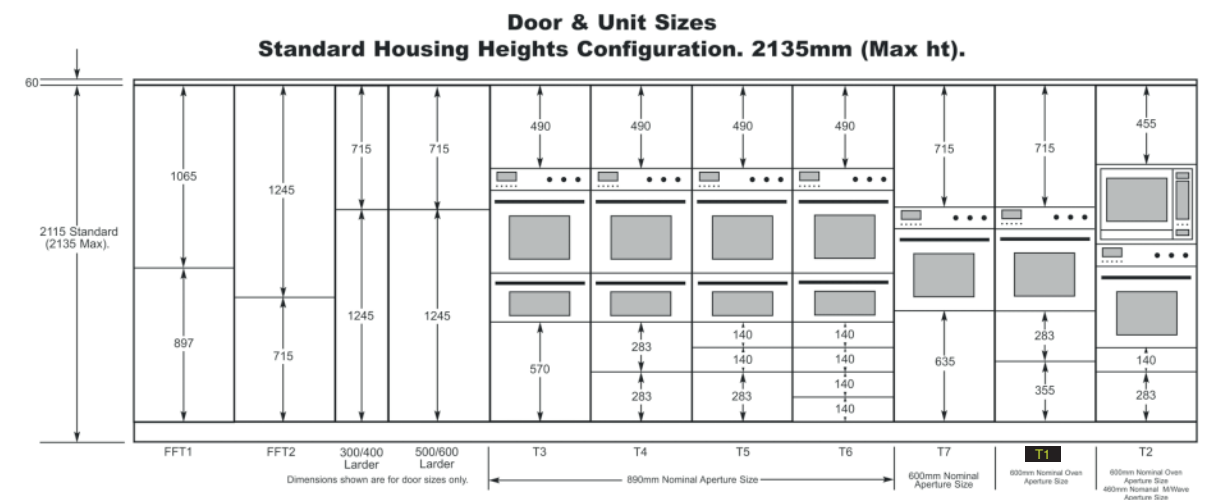 Door & Unit Sizes
Standard Housing Heights Configuration. 2135mm (Max ht).
60
2115 Standard
(2135 Max).
1065
897
1245
715
715
1245
715
1245
490
570
490
283
283
490
140
140
283
490
140
140
140
140
715
635
715
283
355
455
140
283
FFT1
FFT2
300/400
Larder
500/600
Larder
T3
T4
T5
T6
T7
T1
T2
Dimensions shown are for door sizes only.
890mm Nominal Aperture Size
600mm Nominal
Aperture Size
600mm Nominal Oven
Aperture Size
600mm Nominal Oven
Aperture Size
460mm Nomanal M/Wave
Aperture Size